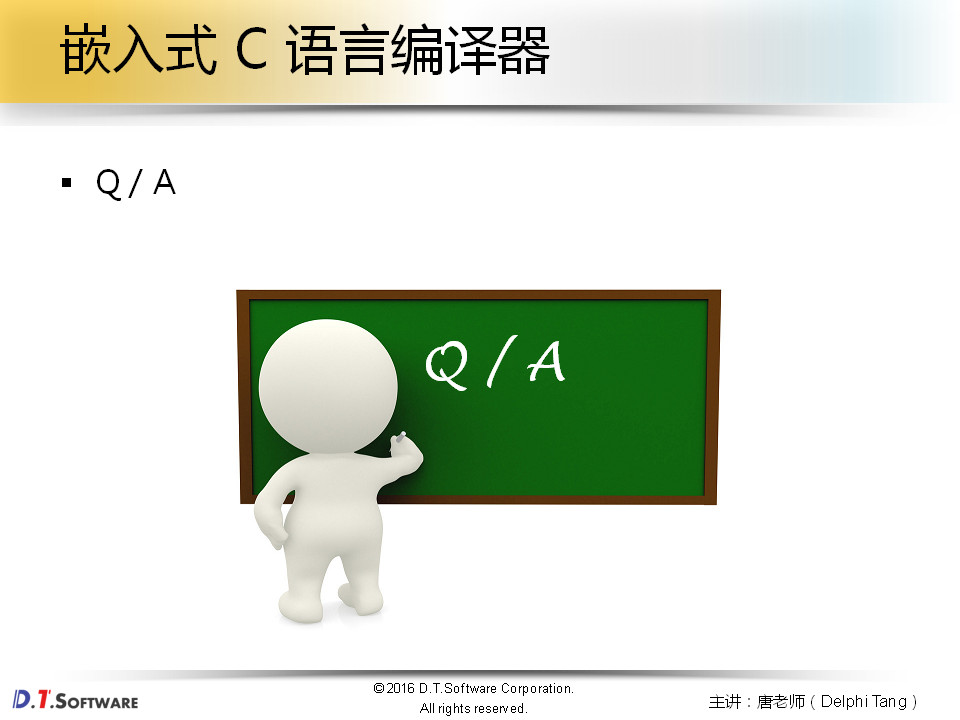 嵌入式 C 语言编译器
▪ Q / A
Q / A
D.T.SOFTWARE
©2016 D.T.Software Corporation.
All rights reserved.
主讲：唐老师（Delphi Tang）